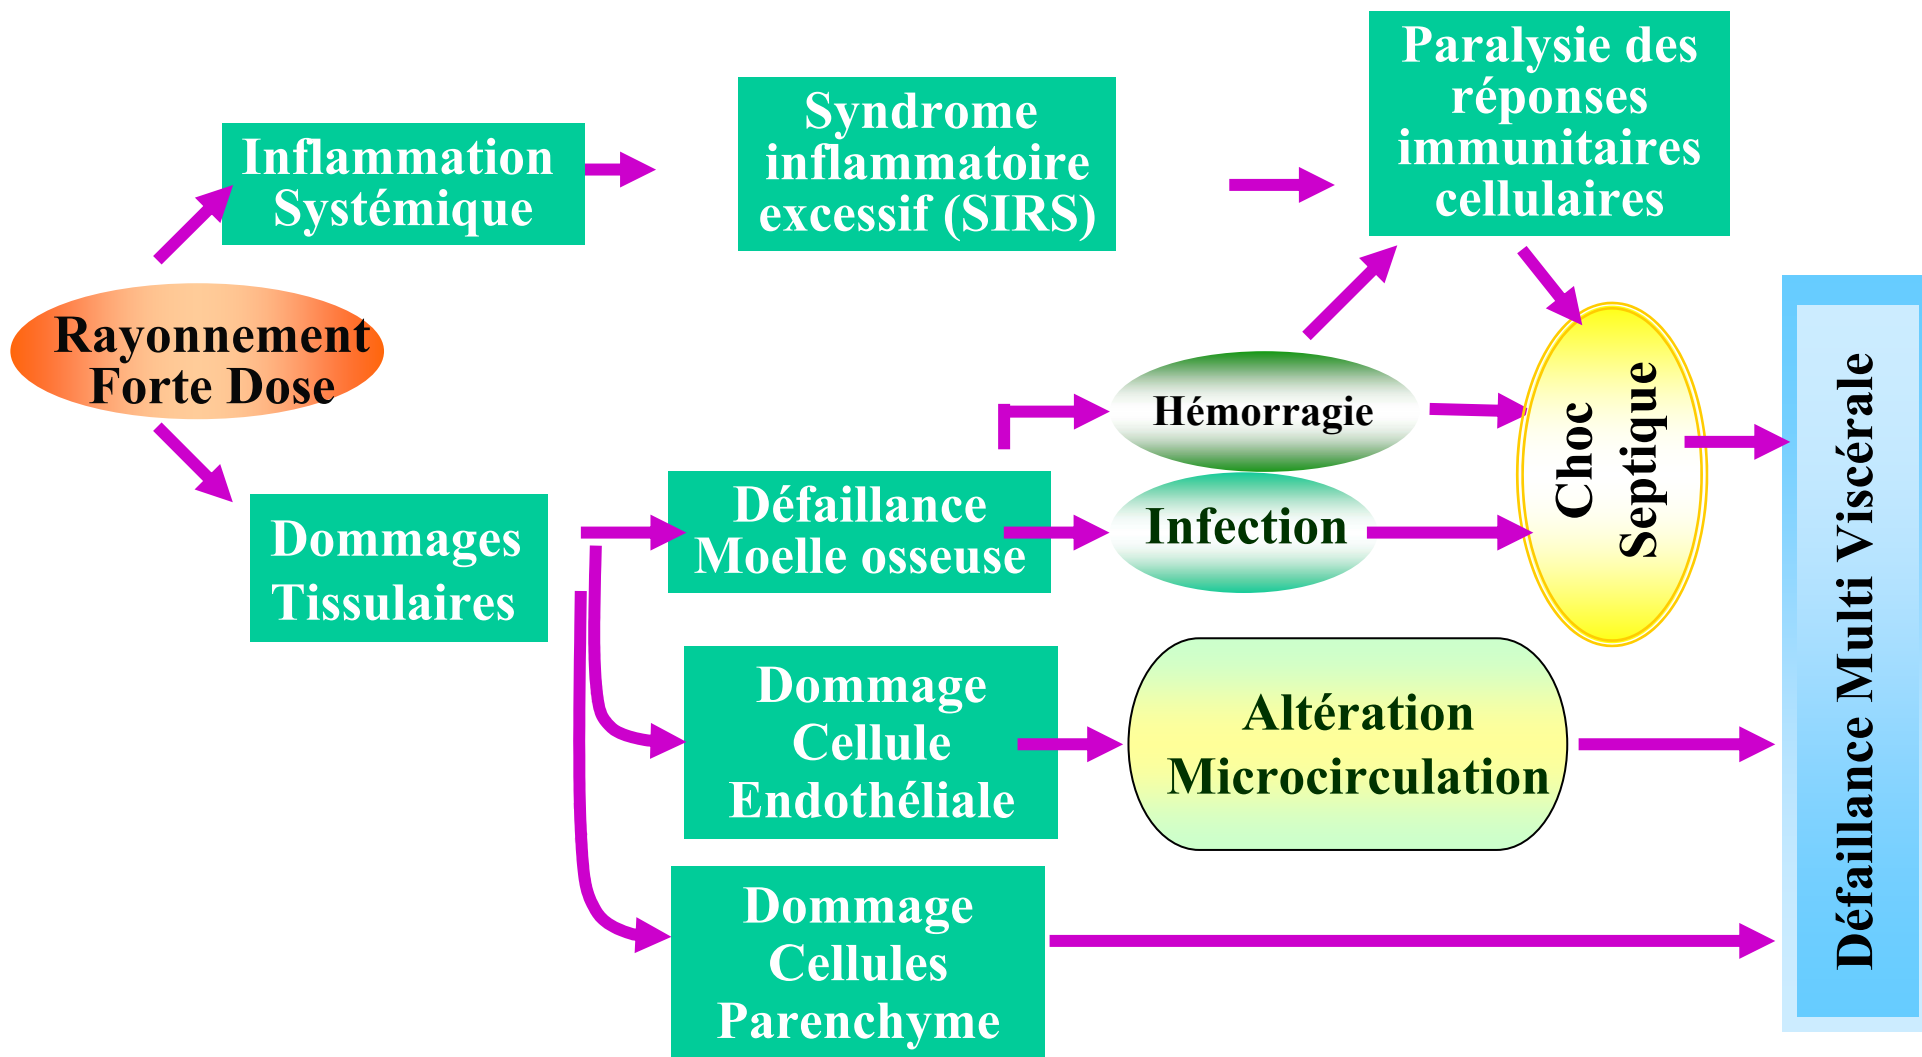 Inflammation
Systémique
Syndrome
inflammatoire
excessif (SIRS)
Paralysie des
réponses
immunitaires
cellulaires
Rayonnement
Forte Dose
Hémorragie
Choc
Septique
Dommages
Tissulaires
Défaillance
Moelle osseuse
Infection
Dommage
Cellule
Endothéliale
Altération
Microcirculation
Dommage
Cellules
Parenchyme
Défaillance Multi Viscérale